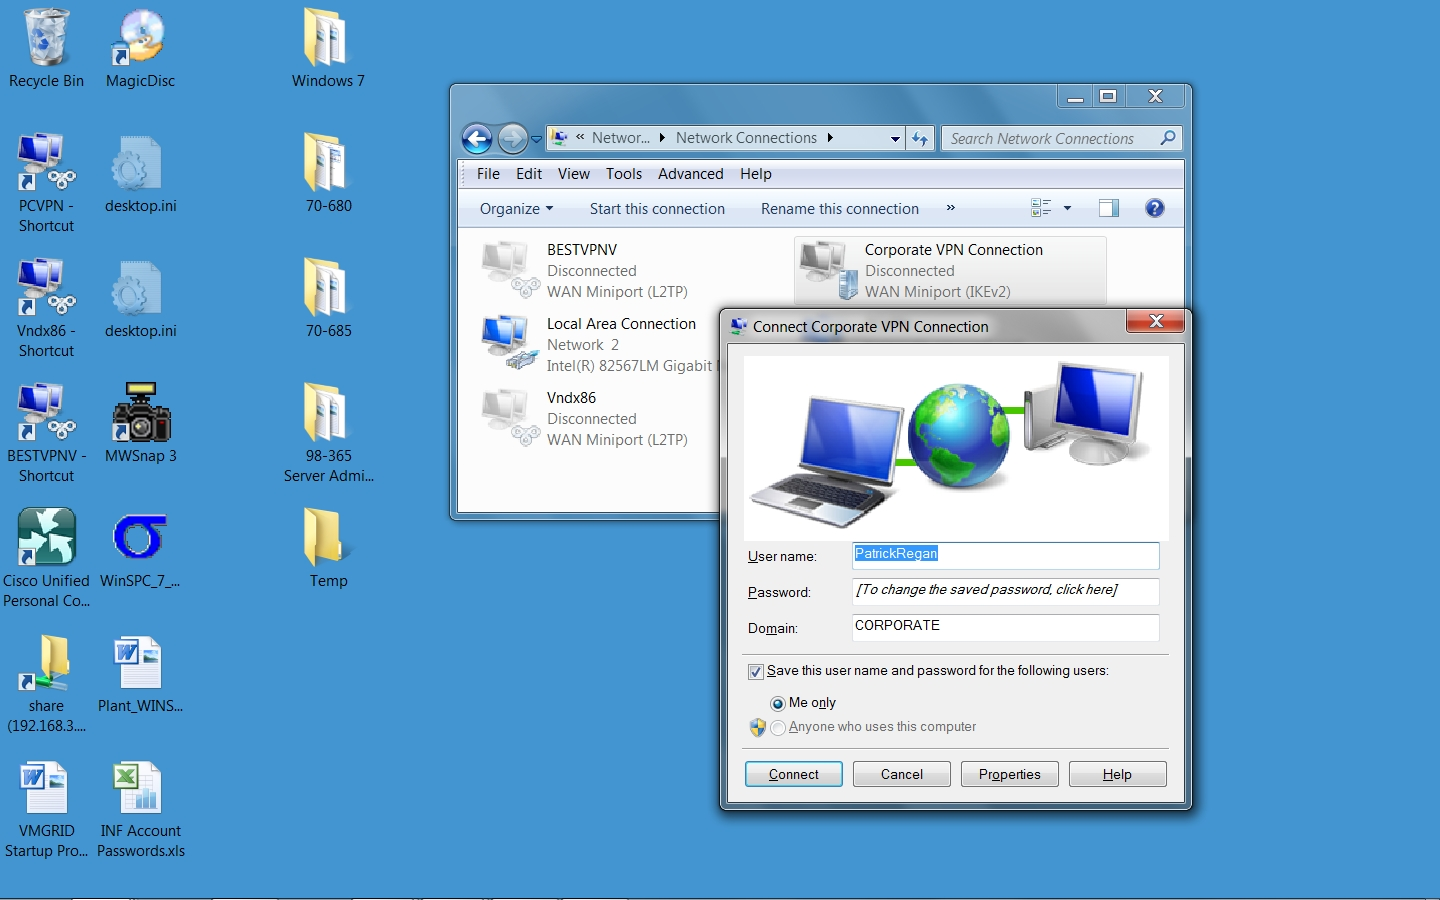 Recycle Bin
MagicDisc
Windows 7
PCVPN -
Shortcut
desktop.ini
70-680
Vndx86 -
Shortcut
desktop.ini
70-685
BESTVPNV -
Shortcut
MWSnap 3
98-365
Server Admi...
Cisco Unified
Personal Co...
WinSPC_7_...
Temp
share
(192.168.3....
Plant_WINS...
VMGRID
Startup Pro...
INF Account
Passwords.xls
« Networ... Network Connections
Search Network Connections
File Edit View Tools Advanced Help
Organize Start this connection Rename this connection »
BESTVPNV
Disconnected
WAN Miniport (L2TP)
Corporate VPN Connection
Disconnected
WAN Miniport (IKEv2)
Local Area Connection
Network 2
Intel(R) 82567LM Gigabit
Vndx86
Disconnected
WAN Miniport (L2TP)
Connect Corporate VPN Connection
User name: PatrickRegan
Password: [To change the saved password, click here]
Domain: CORPORATE
Save this user name and password for the following users:
Me only
Anyone who uses this computer
Connect Cancel Properties Help